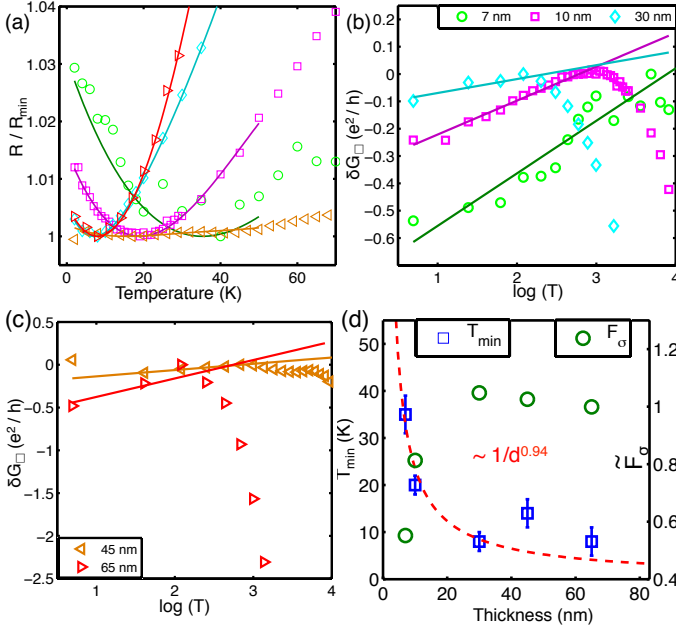 (a)
1.04
1.03
1.02
1.01
1
R / R_min
0
20
40
60
Temperature (K)
(b)
7 nm
10 nm
30 nm
0.2
0.1
0
−0.1
−0.2
−0.3
−0.4
−0.5
−0.6
δG□ (e²/ h)
1
2
3
4
log (T)
(c)
0.5
0
−0.5
−1
−1.5
−2
−2.5
δG□ (e²/ h)
45 nm
65 nm
1
2
3
4
log (T)
(d)
T_min
F_σ
50
40
30
20
10
0
T_min (K)
~ 1/d^0.94
1.2
1
0.8
0.6
0.4
F̃_σ
0
20
40
60
80
Thickness (nm)